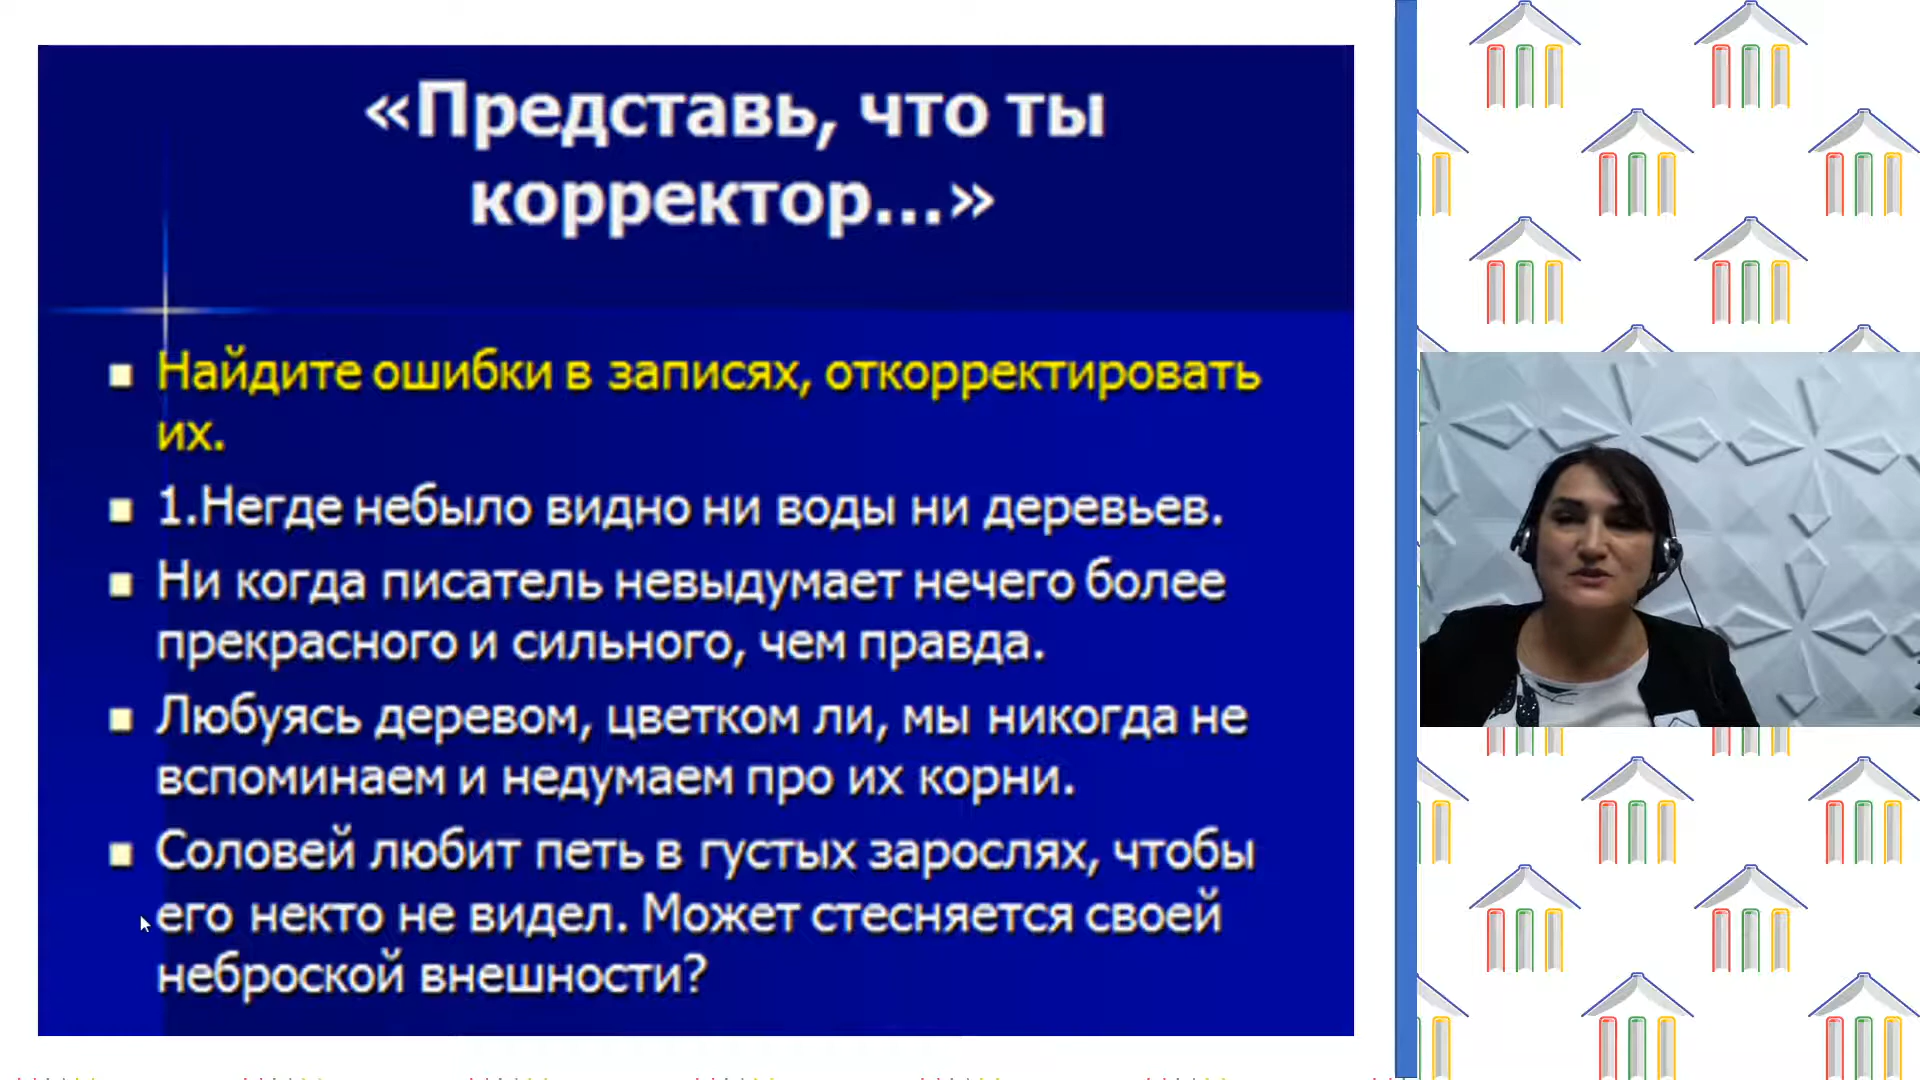 «Представь, что ты
корректор...»
Найдите ошибки в записях, откорректировать
их.
1.Негде небыло видно ни воды ни деревьев.
Ни когда писатель невыдумает нечего более
прекрасного и сильного, чем правда.
Любуясь деревом, цветком ли, мы никогда не
вспоминаем и недумаем про их корни.
Соловей любит петь в густых зарослях, чтобы
его некто не видел. Может стесняется своей
неброской внешности?